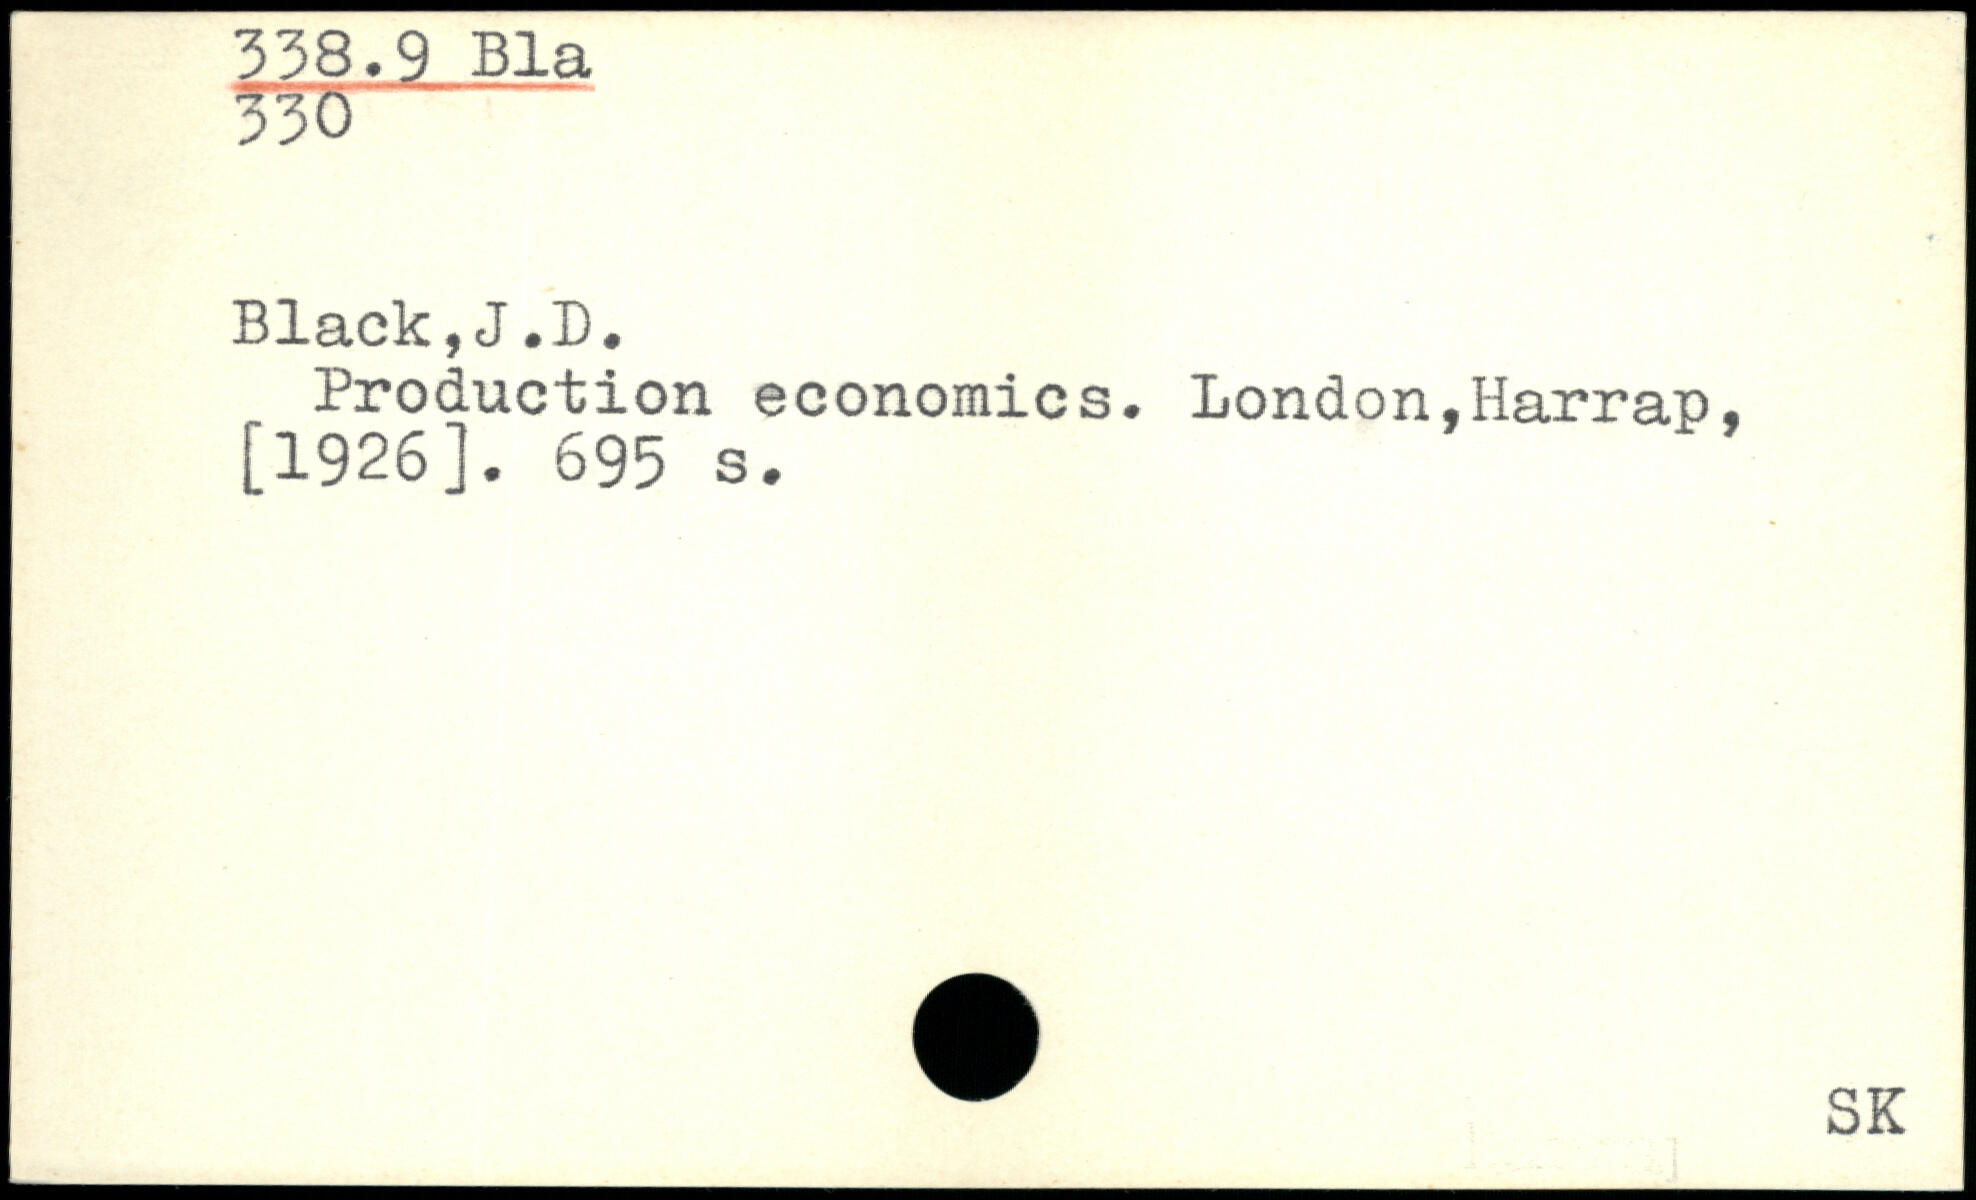 338.9 Bla
330
Black,J.D.
Production economics. London,Harrap,
[1926]. 695 s.
SK